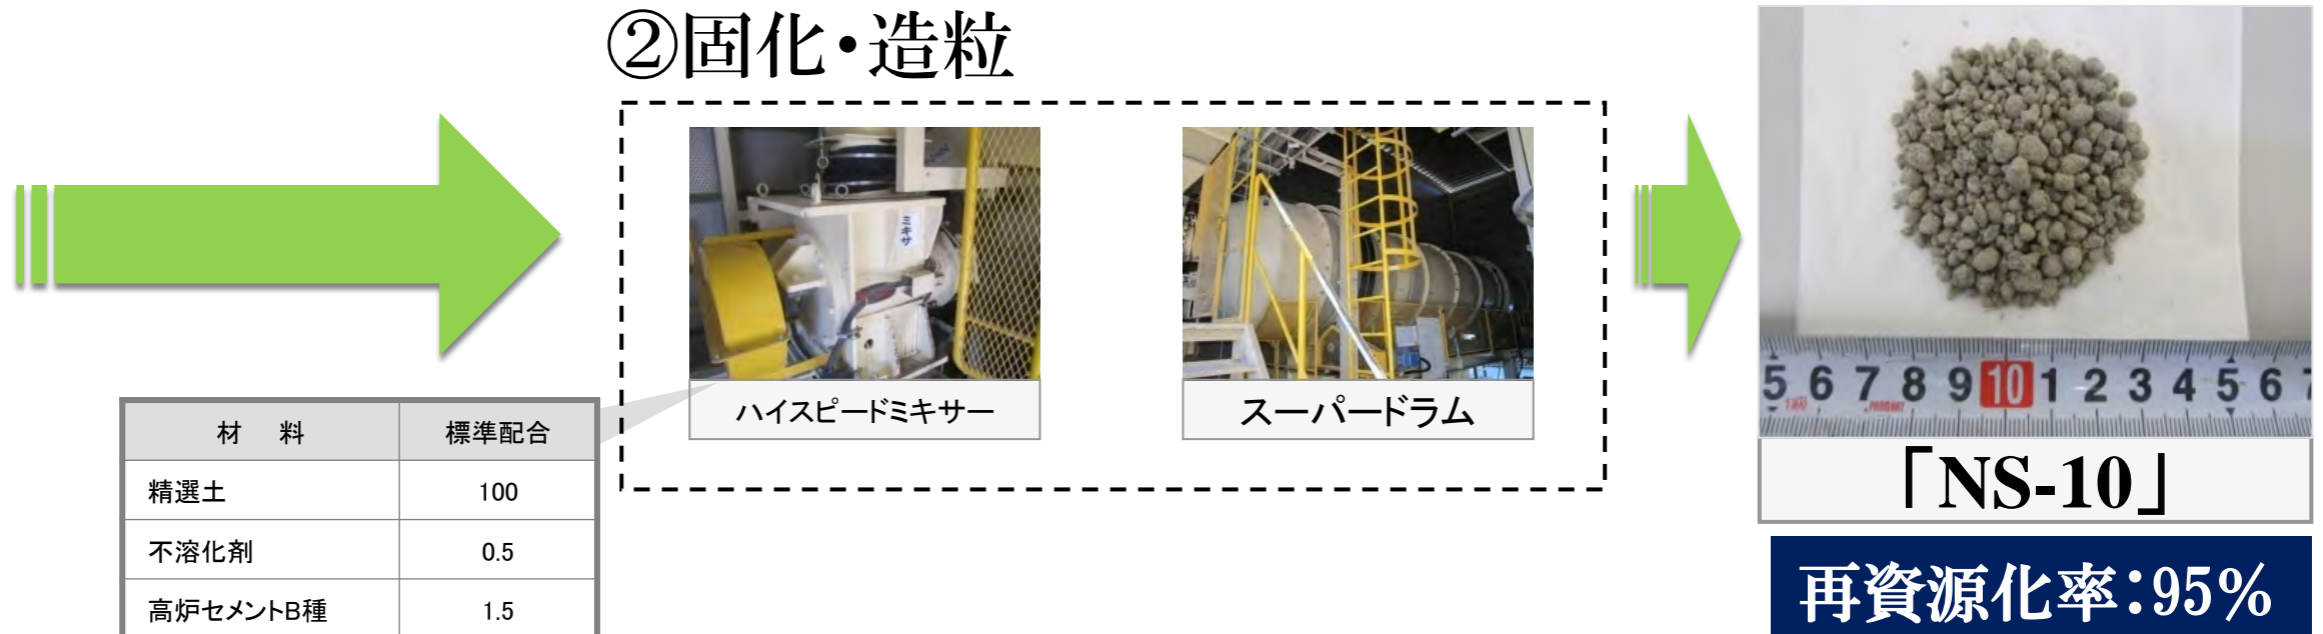 ②固化・造粒
ミキサ
ハイスピードミキサー
スーパードラム
材 料 標準配合
精選土 100
不溶化剤 0.5
高炉セメントB種 1.5
5 6 7 8 9 10 1 2 3 4 5 6 7
「NS-10」
再資源化率：95%